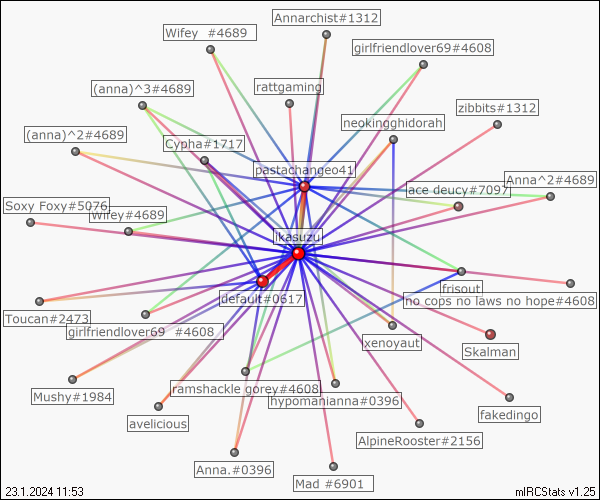 Annarchist#1312
Wifey  #4689
girlfriendlover69#4608
rattgaming
(anna)^3#4689
zibbits#1312
neokingghidorah
(anna)^2#4689
Cypha#1717
pastachangeo41
Anna^2#4689
ace deucy#7097
Soxy Foxy#5076
Wifey#4689
ikasuzu
frisout
default#0617
no cops no laws no hope#4608
Toucan#2473
girlfriendlover69  #4608
xenoyaut
Skalman
ramshackle gorey#4608
Mushy#1984
hypomanianna#0396
fakedingo
avelicious
AlpineRooster#2156
Anna.#0396
Mad  #6901
23.1.2024 11:53
mIRCStats v1.25